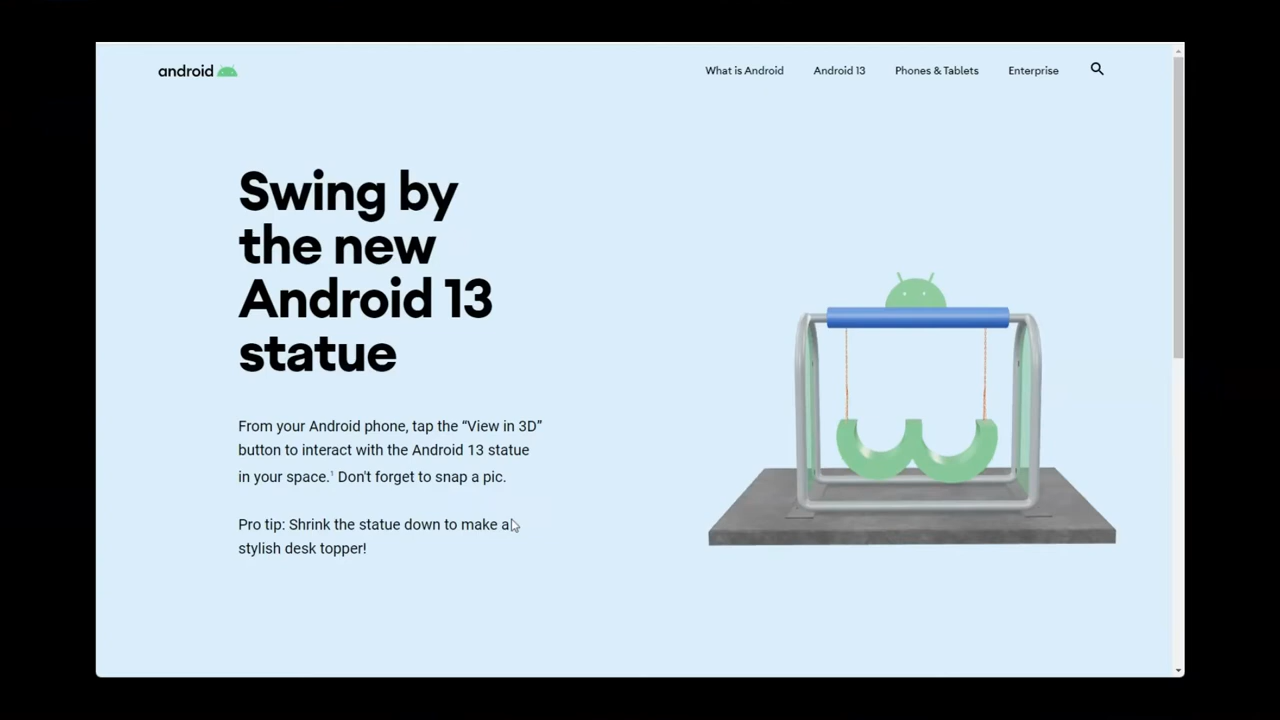 android
What is Android
Android 13
Phones & Tablets
Enterprise
Swing by
the new
Android 13
statue
From your Android phone, tap the “View in 3D”
button to interact with the Android 13 statue
in your space.¹ Don't forget to snap a pic.
Pro tip: Shrink the statue down to make a
stylish desk topper!